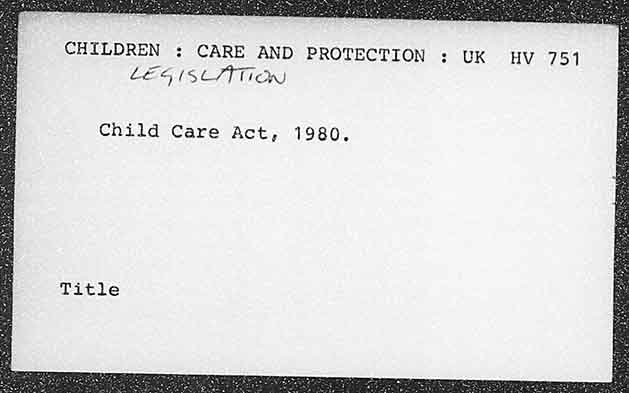 CHILDREN : CARE AND PROTECTION : UK HV 751
LEGISLATION
Child Care Act, 1980.
Title